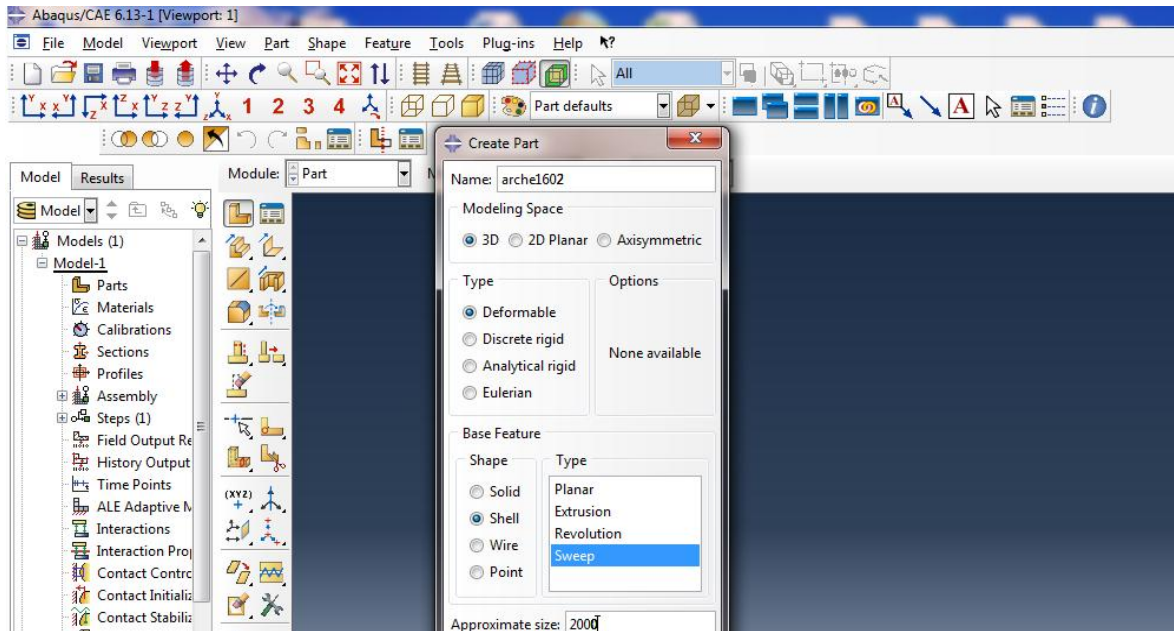 Abaqus/CAE 6.13-1 [Viewport: 1]
File Model Viewport View Part Shape Feature Tools Plug-ins Help
All
1 2 3 4 Part defaults A
Create Part
Model Results
Module: Part
Name: arche1602
Model
Modeling Space
3D 2D Planar Axisymmetric
Models (1)
Model-1
Parts
Materials
Calibrations
Sections
Profiles
Assembly
Steps (1)
Field Output Re
History Output
Time Points
ALE Adaptive M
Interactions
Interaction Prop
Contact Contro
Contact Initializ
Contact Stabiliz
(XYZ)
Type
Deformable
Discrete rigid
Analytical rigid
Eulerian
Options
None available
Base Feature
Shape
Solid
Shell
Wire
Point
Type
Planar
Extrusion
Revolution
Sweep
Approximate size: 2000